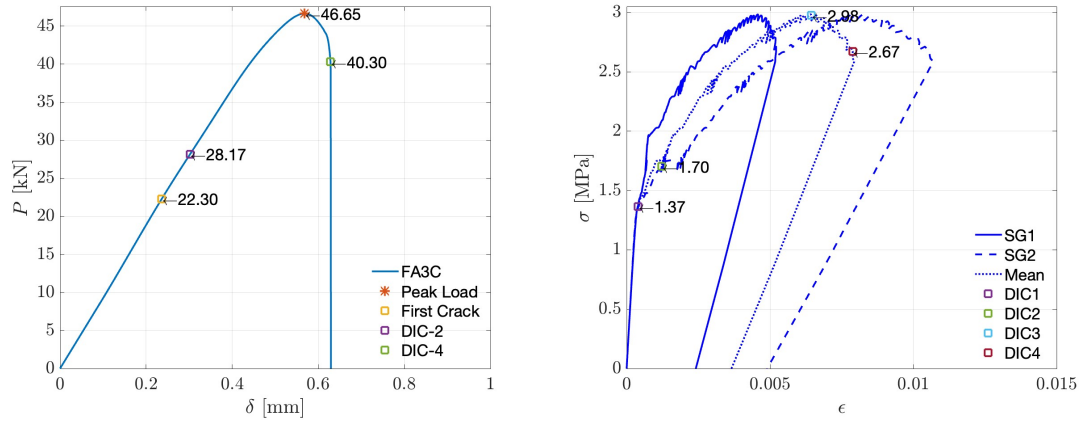 45
40
35
30
25
20
15
10
5
0
P [kN]
46.65
40.30
28.17
22.30
FA3C
Peak Load
First Crack
DIC-2
DIC-4
0 0.2 0.4 0.6 0.8 1
δ [mm]
3
2.5
2
1.5
1
0.5
0
σ [MPa]
2.98
2.67
1.70
1.37
SG1
SG2
Mean
DIC1
DIC2
DIC3
DIC4
0 0.005 0.01 0.015
ϵ